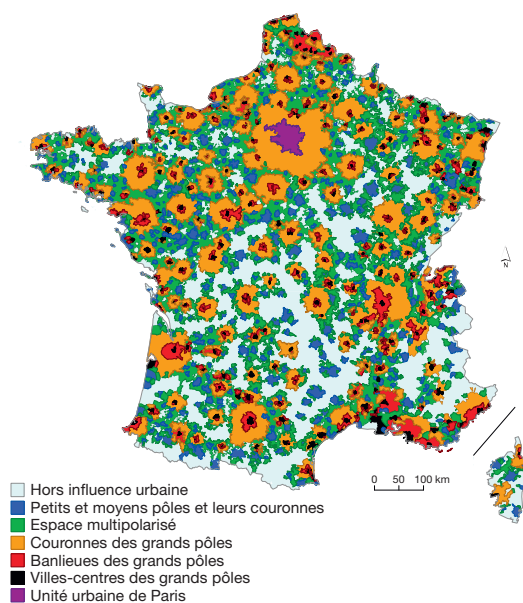 N
0 50 100 km
Hors influence urbaine
Petits et moyens pôles et leurs couronnes
Espace multipolarisé
Couronnes des grands pôles
Banlieues des grands pôles
Villes-centres des grands pôles
Unité urbaine de Paris